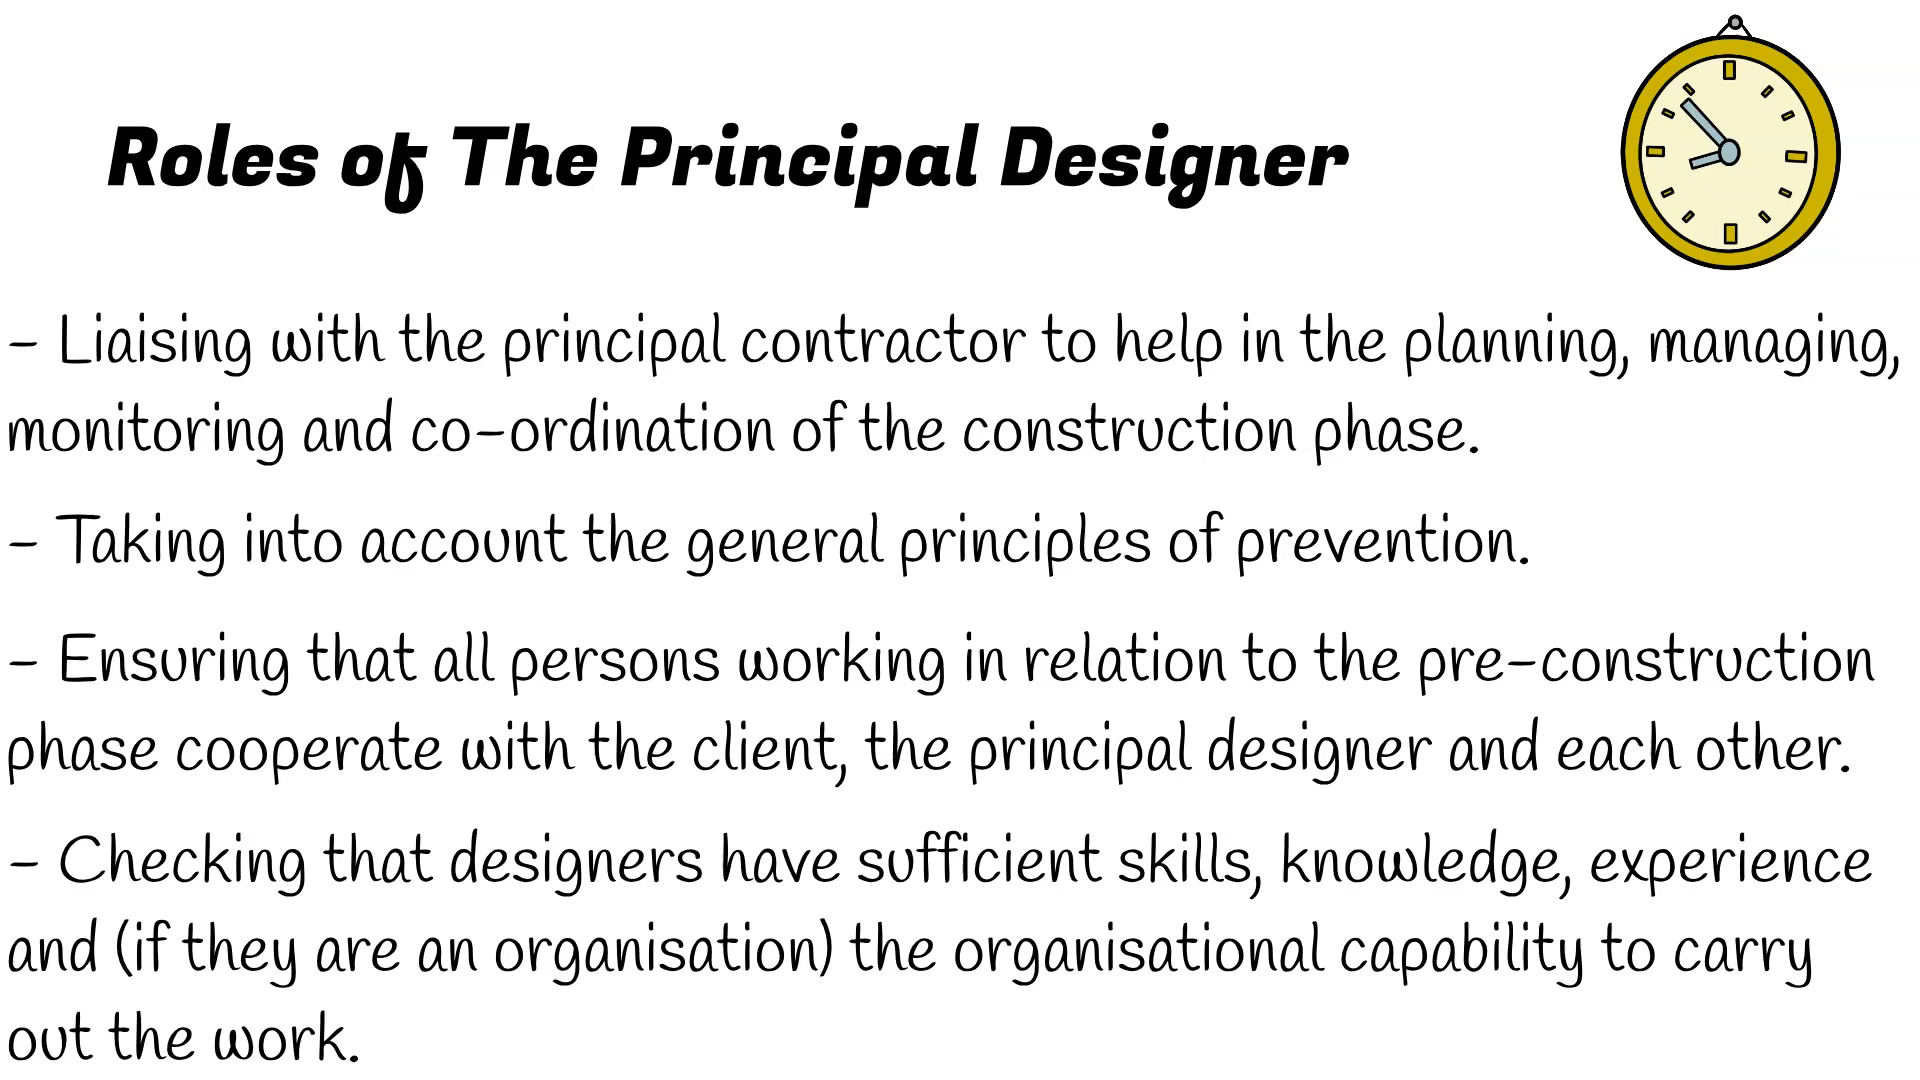 Roles of The Principal Designer
- Liaising with the principal contractor to help in the planning, managing,
monitoring and co-ordination of the construction phase.
- Taking into account the general principles of prevention.
- Ensuring that all persons working in relation to the pre-construction
phase cooperate with the client, the principal designer and each other.
- Checking that designers have sufficient skills, knowledge, experience
and (if they are an organisation) the organisational capability to carry
out the work.